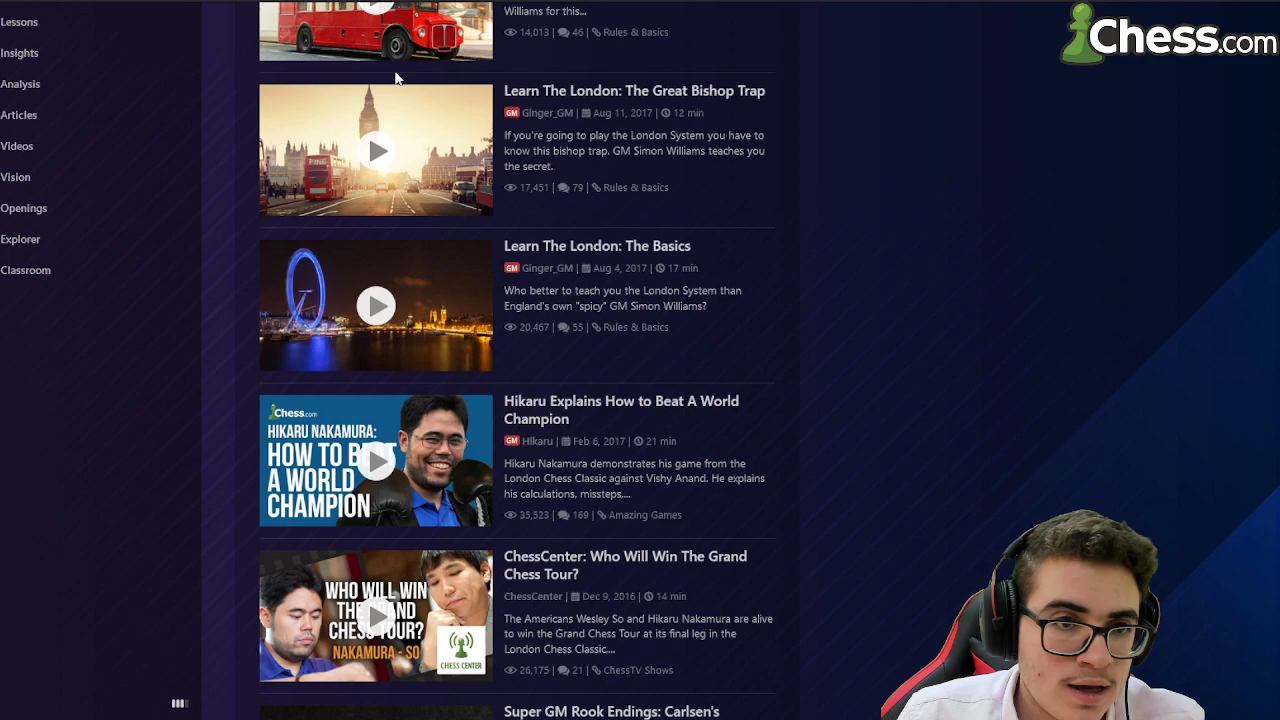 Lessons
Insights
Analysis
Articles
Videos
Vision
Openings
Explorer
Classroom
Chess.com
Williams for this...
14,013 | 46 | Rules & Basics
Learn The London: The Great Bishop Trap
GM Ginger_GM | Aug 11, 2017 | 12 min
If you're going to play the London System you have to
know this bishop trap. GM Simon Williams teaches you
the secret.
17,451 | 79 | Rules & Basics
Learn The London: The Basics
GM Ginger_GM | Aug 4, 2017 | 17 min
Who better to teach you the London System than
England's own "spicy" GM Simon Williams?
20,467 | 55 | Rules & Basics
Chess.com
HIKARU NAKAMURA:
HOW TO BEAT
A WORLD
CHAMPION
Hikaru Explains How to Beat A World
Champion
GM Hikaru | Feb 6, 2017 | 21 min
Hikaru Nakamura demonstrates his game from the
London Chess Classic against Vishy Anand. He explains
his calculations, missteps,...
35,523 | 169 | Amazing Games
WHO WILL WIN
THE GRAND
CHESS TOUR?
NAKAMURA - SO
CHESS CENTER
ChessCenter: Who Will Win The Grand
Chess Tour?
ChessCenter | Dec 9, 2016 | 14 min
The Americans Wesley So and Hikaru Nakamura are alive
to win the Grand Chess Tour at its final leg in the
London Chess Classic,...
26,175 | 21 | ChessTV Shows
Super GM Rook Endings: Carlsen's